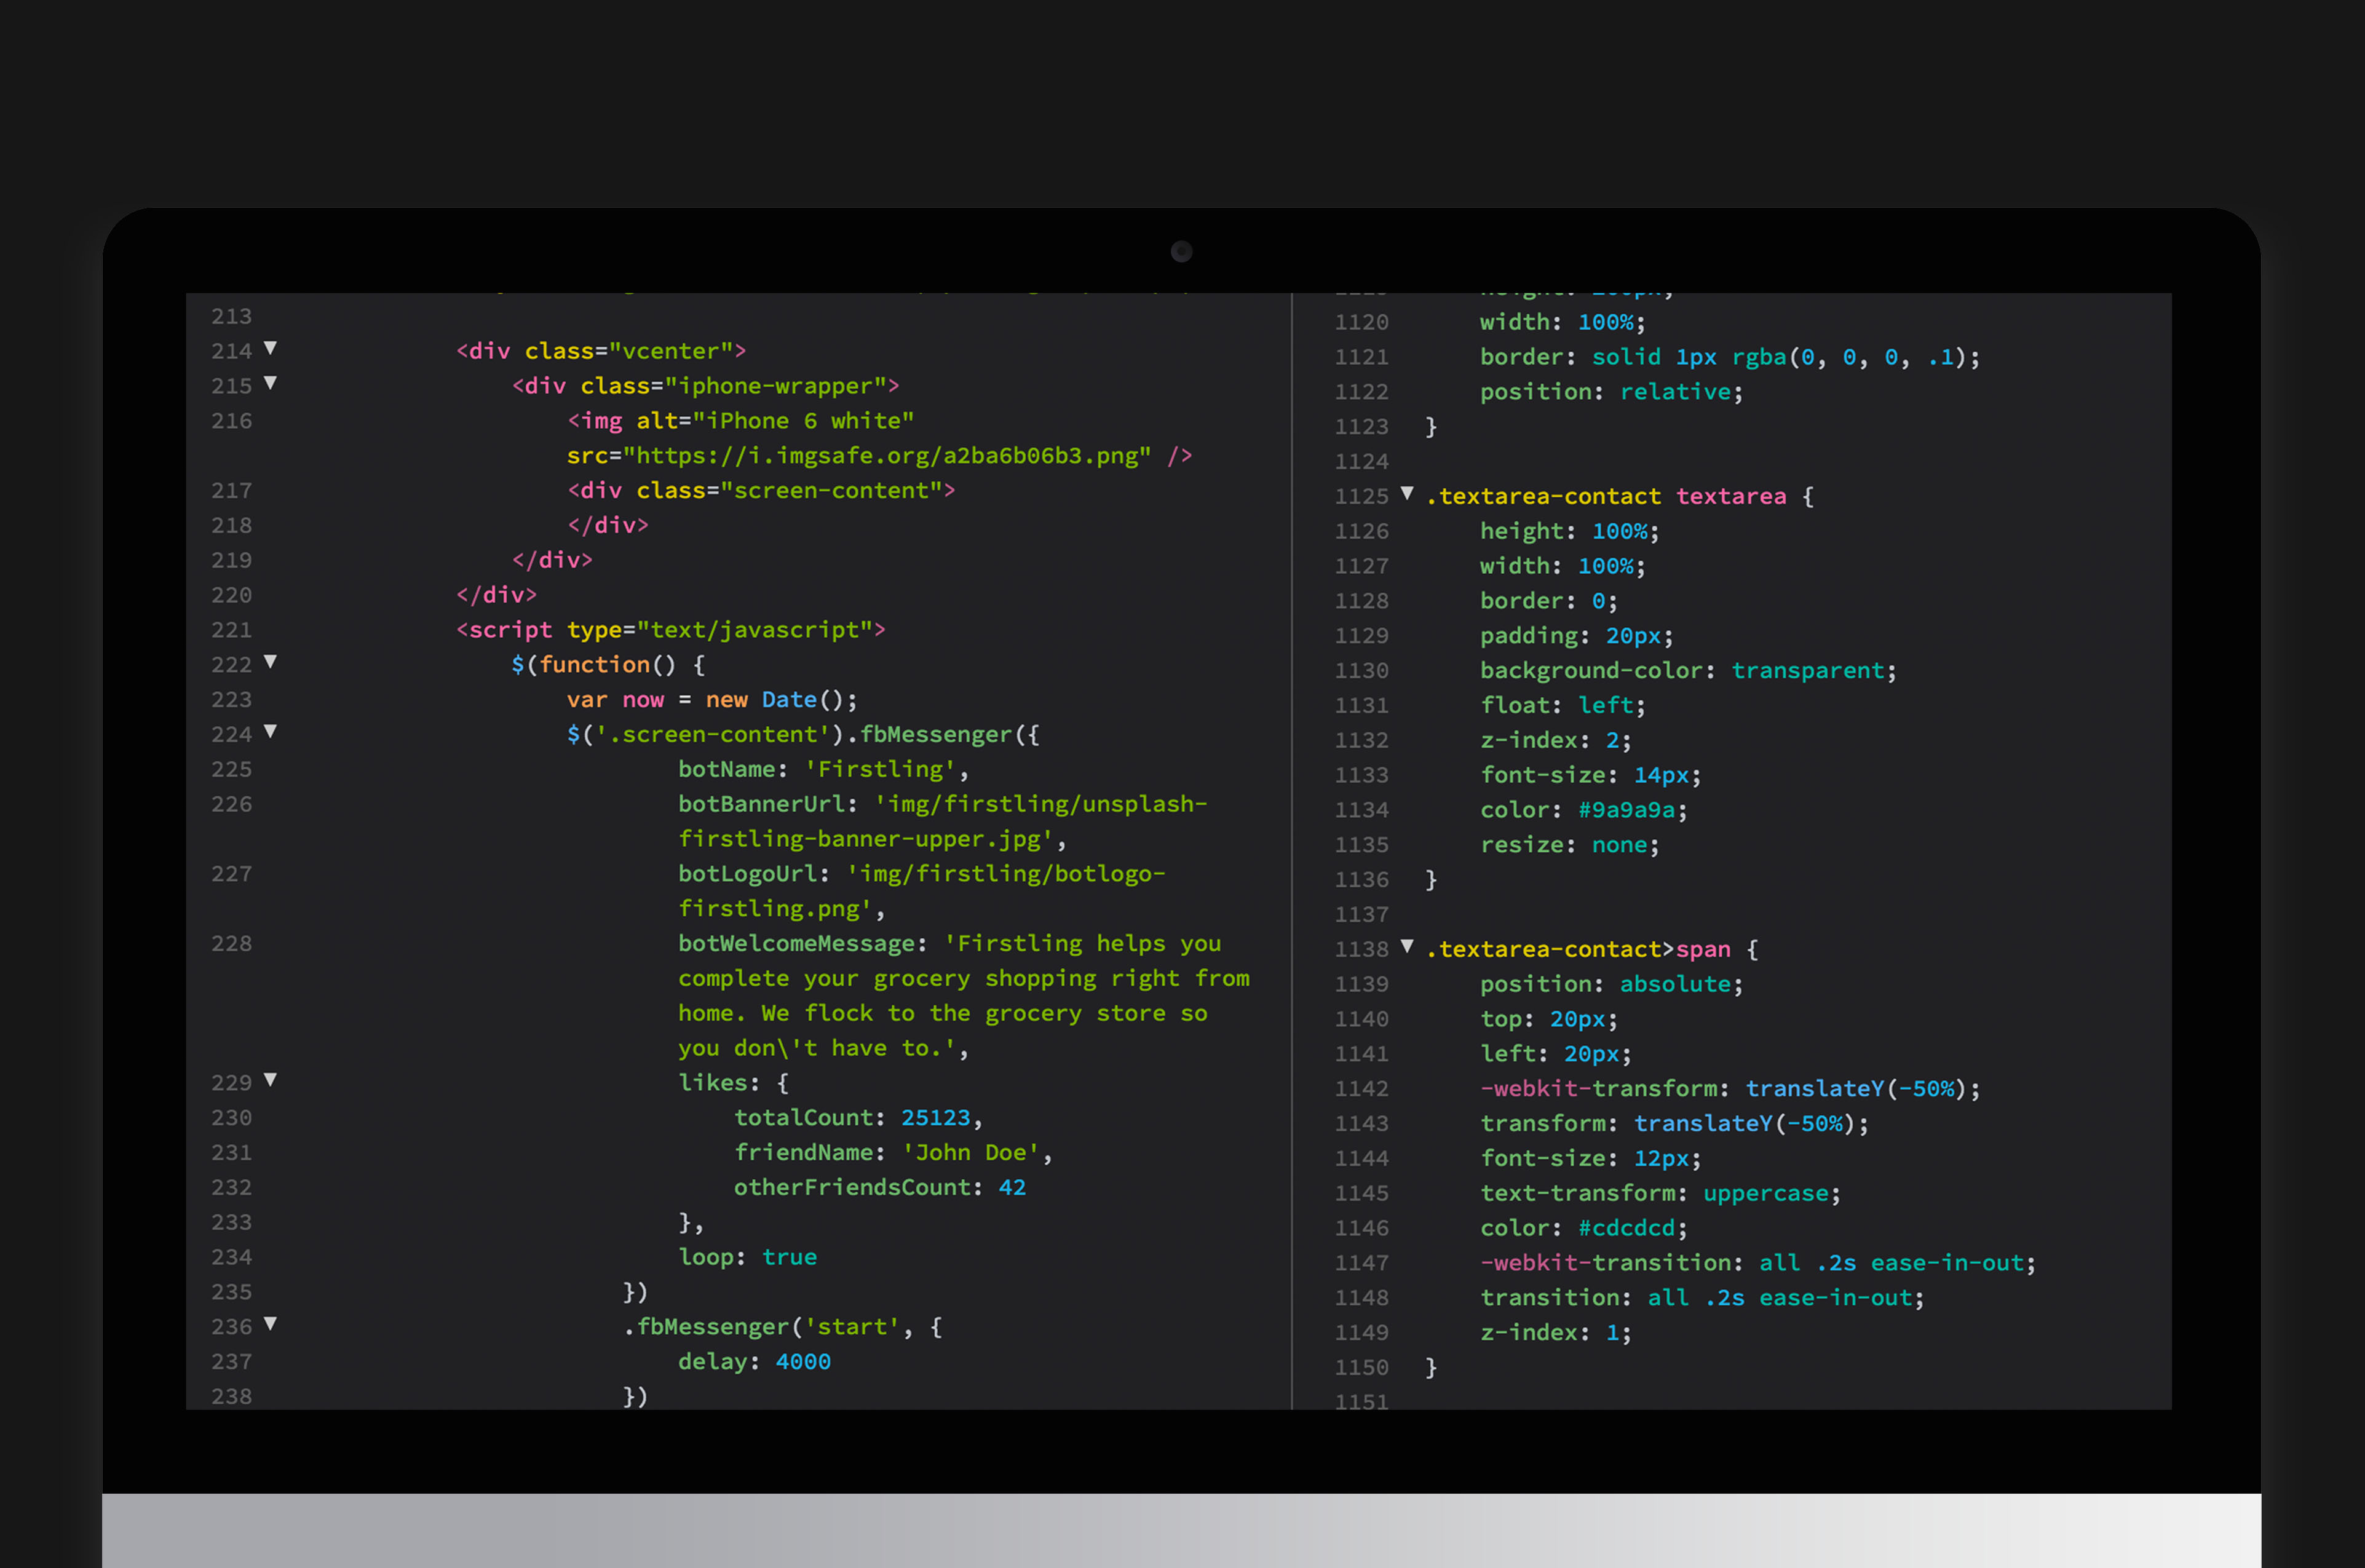 213
214 ▼ <div class="vcenter">
215 ▼ <div class="iphone-wrapper">
216 <img alt="iPhone 6 white"
src="https://i.imgsafe.org/a2ba6b06b3.png" />
217 <div class="screen-content">
218 </div>
219 </div>
220 </div>
221 <script type="text/javascript">
222 ▼ $(function() {
223 var now = new Date();
224 ▼ $('.screen-content').fbMessenger({
225 botName: 'Firstling',
226 botBannerUrl: 'img/firstling/unsplash-
firstling-banner-upper.jpg',
227 botLogoUrl: 'img/firstling/botlogo-
firstling.png',
228 botWelcomeMessage: 'Firstling helps you
complete your grocery shopping right from
home. We flock to the grocery store so
you don\'t have to.',
229 ▼ likes: {
230 totalCount: 25123,
231 friendName: 'John Doe',
232 otherFriendsCount: 42
233 },
234 loop: true
235 })
236 ▼ .fbMessenger('start', {
237 delay: 4000
238 })
1120 width: 100%;
1121 border: solid 1px rgba(0, 0, 0, .1);
1122 position: relative;
1123 }
1124
1125 ▼ .textarea-contact textarea {
1126 height: 100%;
1127 width: 100%;
1128 border: 0;
1129 padding: 20px;
1130 background-color: transparent;
1131 float: left;
1132 z-index: 2;
1133 font-size: 14px;
1134 color: #9a9a9a;
1135 resize: none;
1136 }
1137
1138 ▼ .textarea-contact>span {
1139 position: absolute;
1140 top: 20px;
1141 left: 20px;
1142 -webkit-transform: translateY(-50%);
1143 transform: translateY(-50%);
1144 font-size: 12px;
1145 text-transform: uppercase;
1146 color: #cdcdcd;
1147 -webkit-transition: all .2s ease-in-out;
1148 transition: all .2s ease-in-out;
1149 z-index: 1;
1150 }
1151